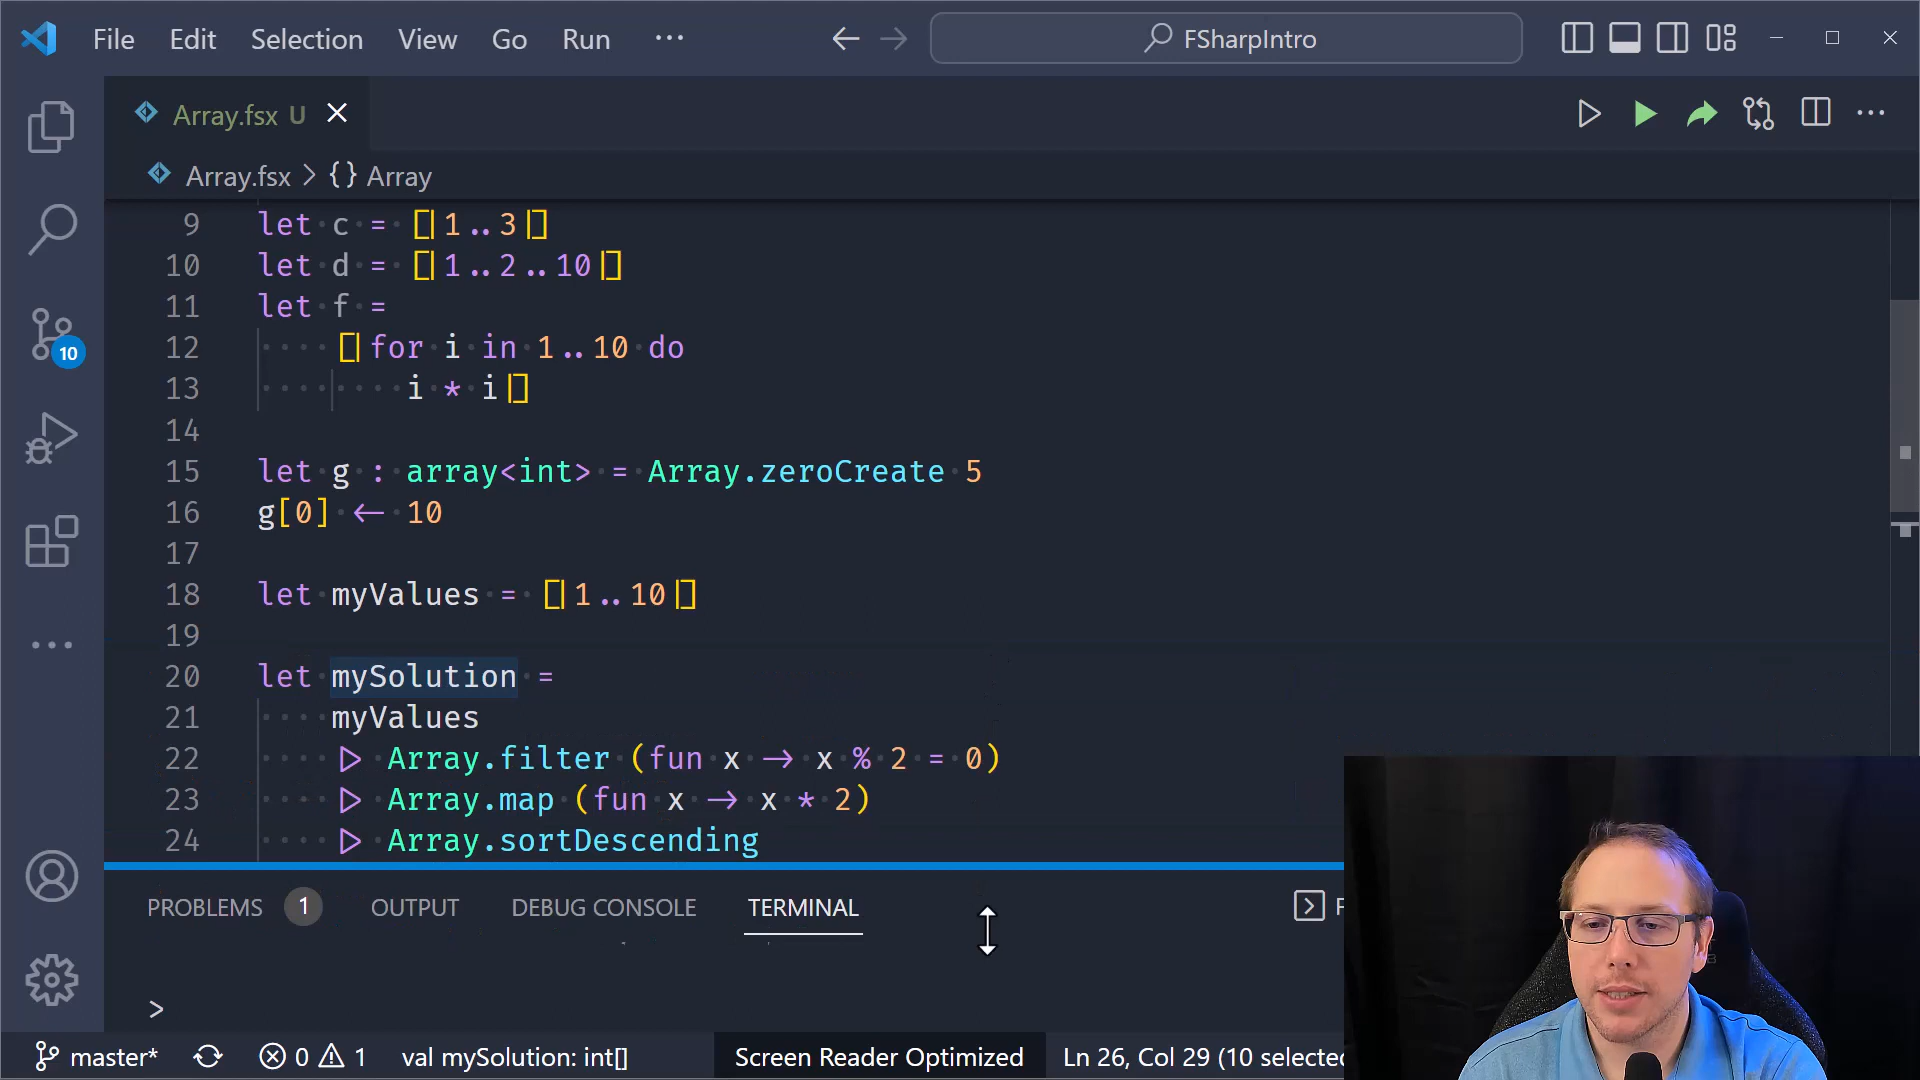 File Edit Selection View Go Run ··· FSharpIntro
Array.fsx U
Array.fsx > {} Array
9 let c = [|1..3|]
10 let d = [|1..2..10|]
11 let f =
12 [|for i in 1..10 do
13 i * i|]
14
15 let g : array<int> = Array.zeroCreate 5
16 g[0] <- 10
17
18 let myValues = [|1..10|]
19
20 let mySolution =
21 myValues
22 |> Array.filter (fun x -> x % 2 = 0)
23 |> Array.map (fun x -> x * 2)
24 |> Array.sortDescending
PROBLEMS 1 OUTPUT DEBUG CONSOLE TERMINAL
>
10
master* 0 1 val mySolution: int[] Screen Reader Optimized Ln 26, Col 29 (10 selected